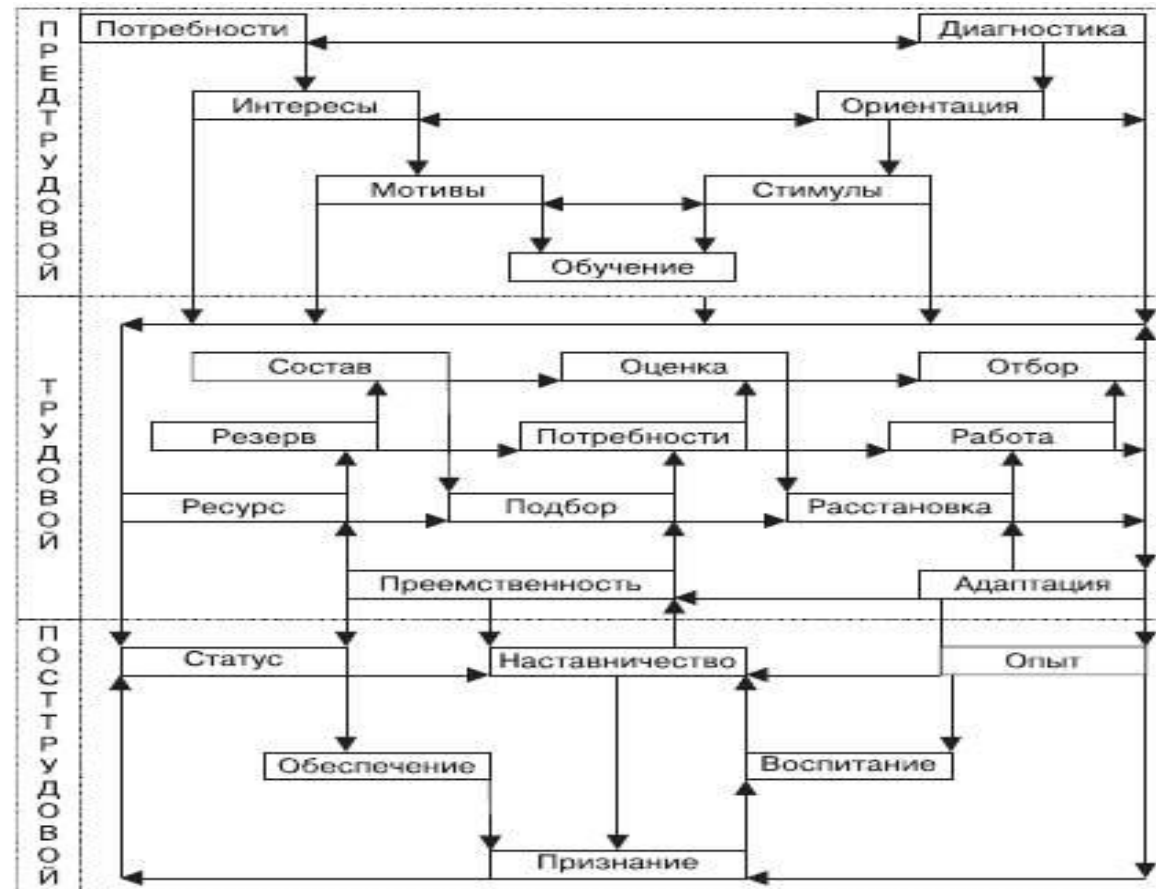 ПРЕДТРУДОВОЙ
Потребности
Диагностика
Интересы
Ориентация
Мотивы
Стимулы
Обучение
ТРУДОВОЙ
Состав
Оценка
Отбор
Резерв
Потребности
Работа
Ресурс
Подбор
Расстановка
Преемственность
Адаптация
ПОСТТРУДОВОЙ
Статус
Наставничество
Опыт
Обеспечение
Воспитание
Признание